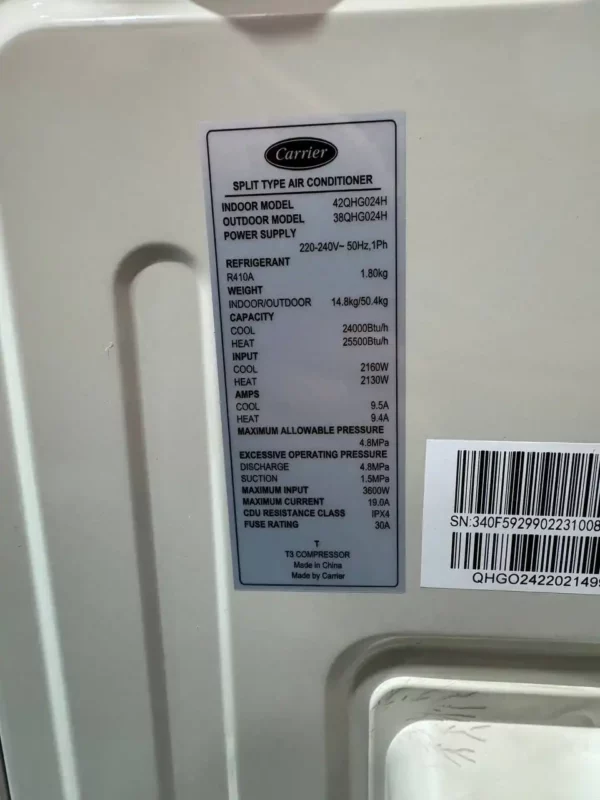 Carrier
SPLIT TYPE AIR CONDITIONER
INDOOR MODEL 42QHG024H
OUTDOOR MODEL 38QHG024H
POWER SUPPLY
220-240V~ 50Hz,1Ph
REFRIGERANT
R410A 1.80kg
WEIGHT
INDOOR/OUTDOOR 14.8kg/50.4kg
CAPACITY
COOL 24000Btu/h
HEAT 25500Btu/h
INPUT
COOL 2160W
HEAT 2130W
AMPS
COOL 9.5A
HEAT 9.4A
MAXIMUM ALLOWABLE PRESSURE
4.8MPa
EXCESSIVE OPERATING PRESSURE
DISCHARGE 4.8MPa
SUCTION 1.5MPa
MAXIMUM INPUT 3600W
MAXIMUM CURRENT 19.0A
CDU RESISTANCE CLASS IPX4
FUSE RATING 30A
T
T3 COMPRESSOR
Made in China
Made by Carrier
SN:340F5929902231008
QHGO2422021499